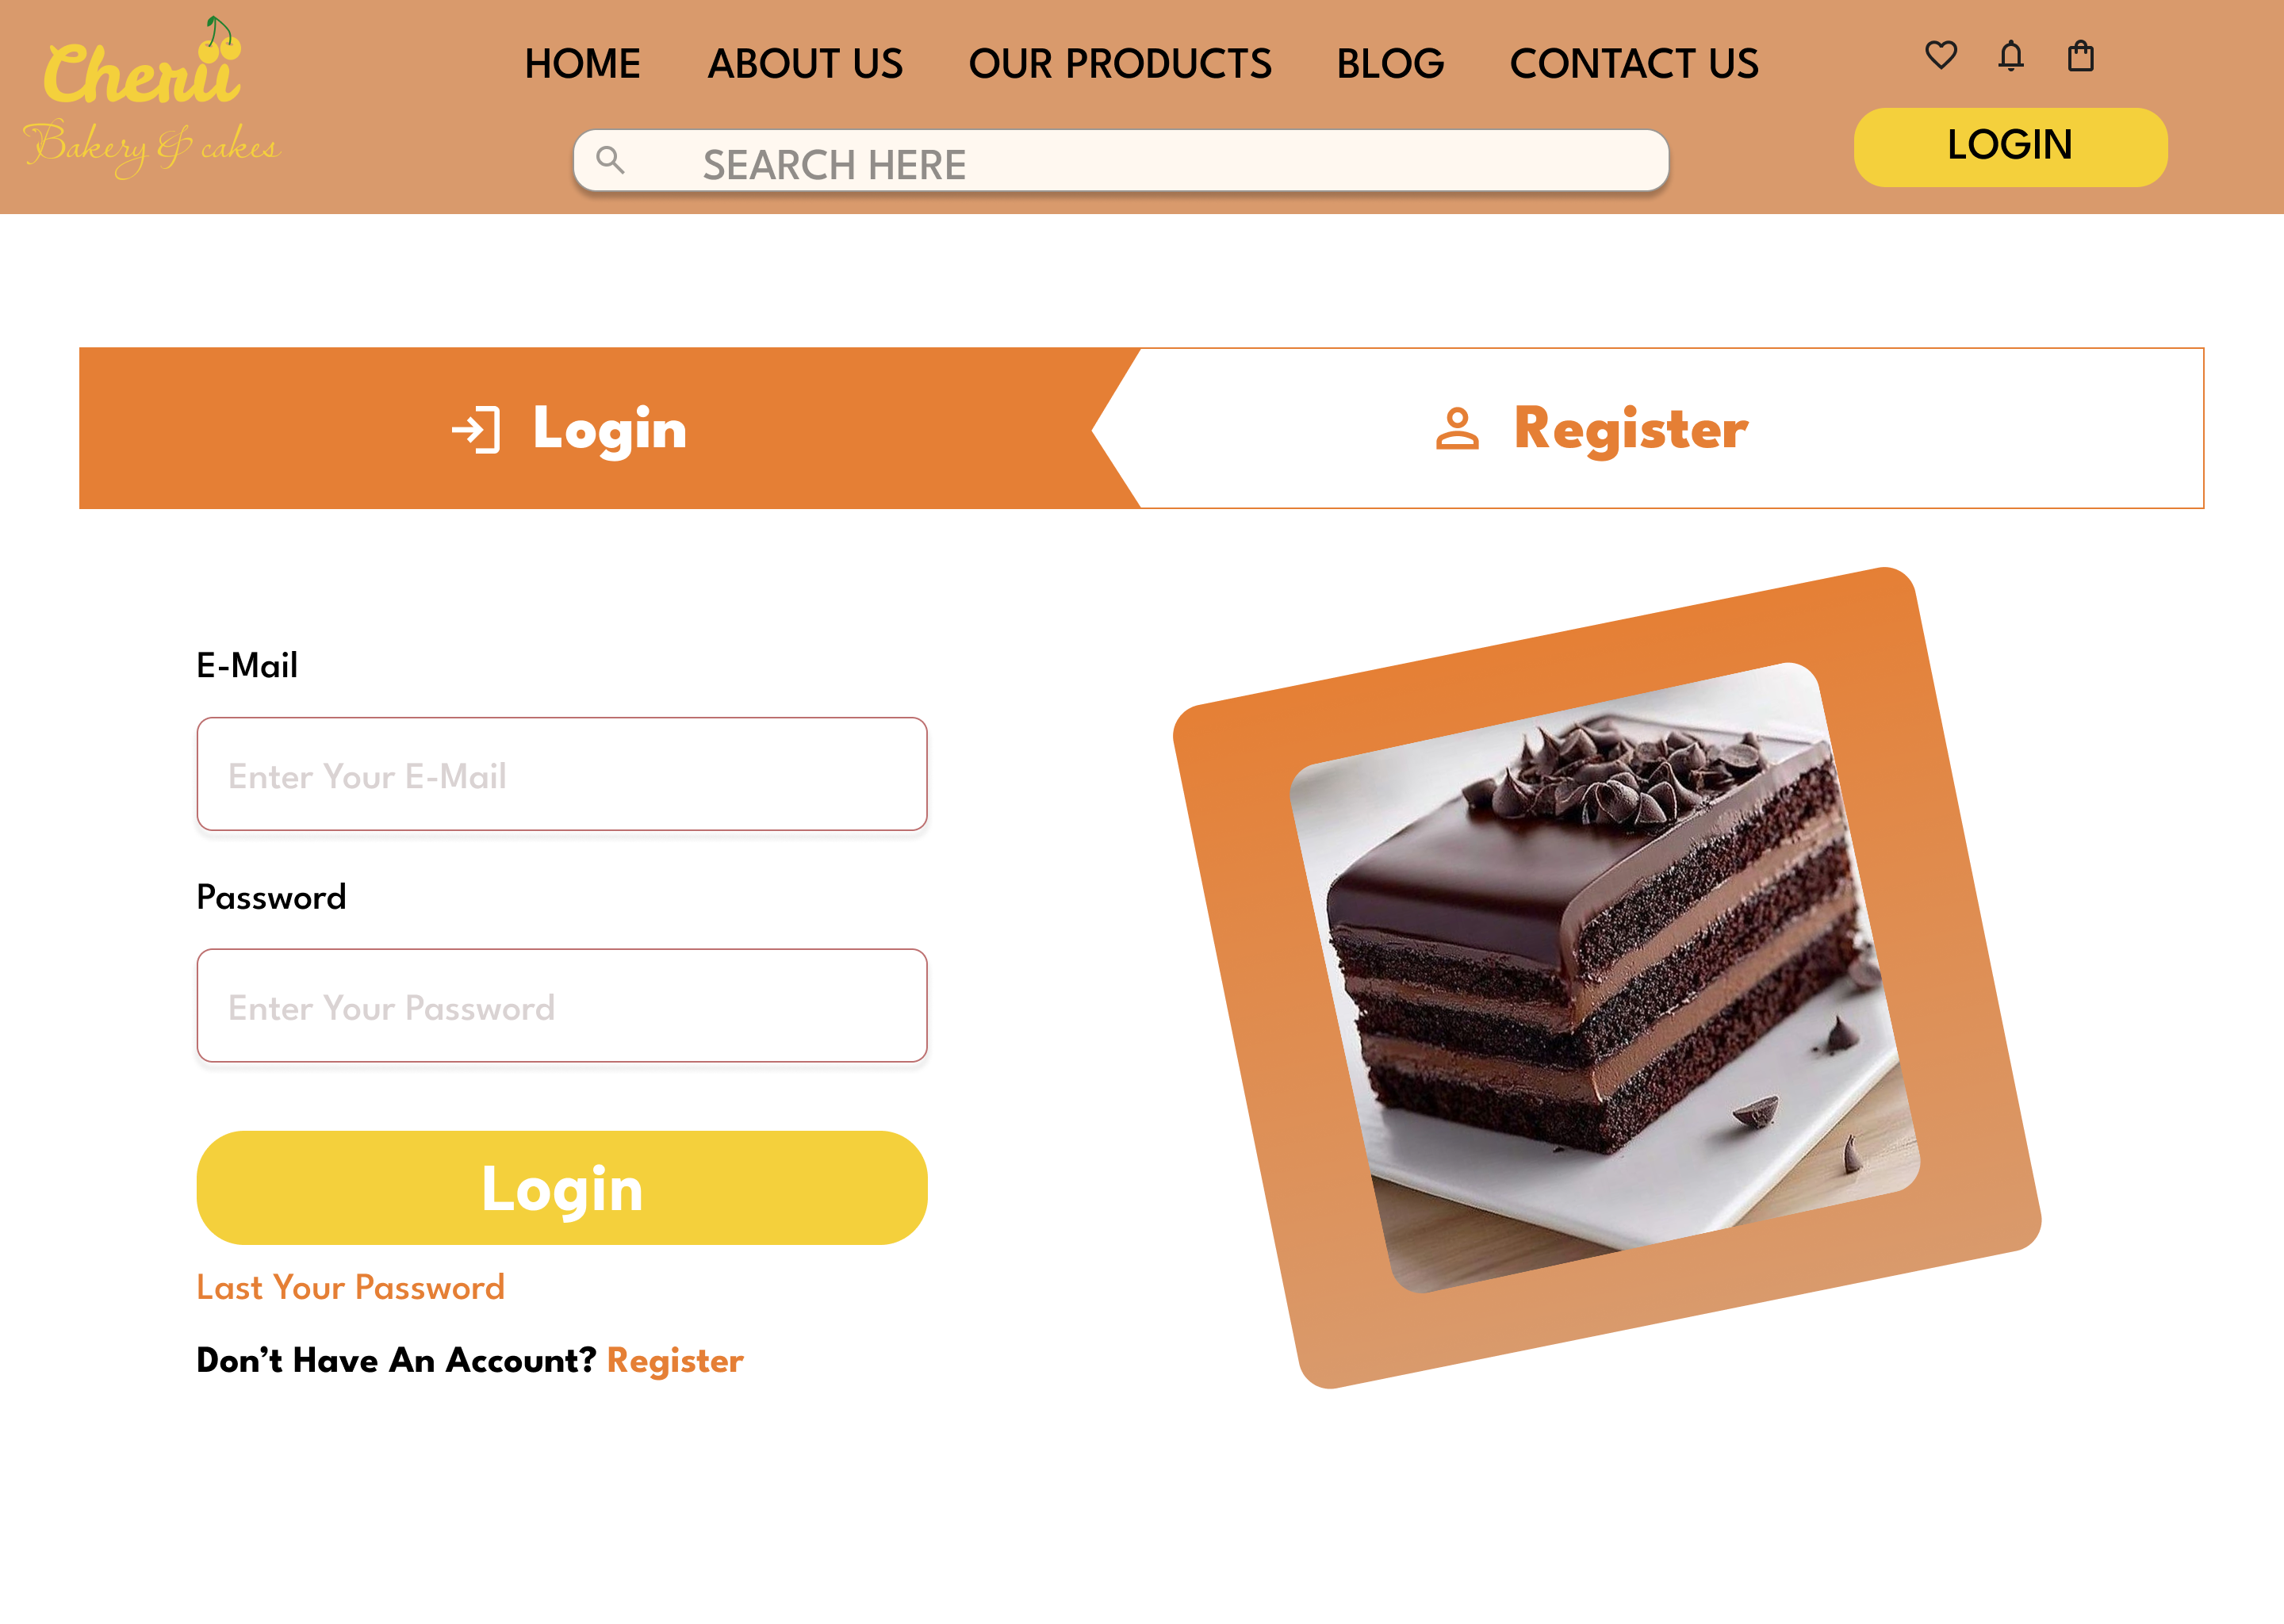 Cherii
Bakery & cakes
HOME ABOUT US OUR PRODUCTS BLOG CONTACT US
SEARCH HERE
LOGIN
Login
Register
E-Mail
Enter Your E-Mail
Password
Enter Your Password
Login
Last Your Password
Don’t Have An Account? Register